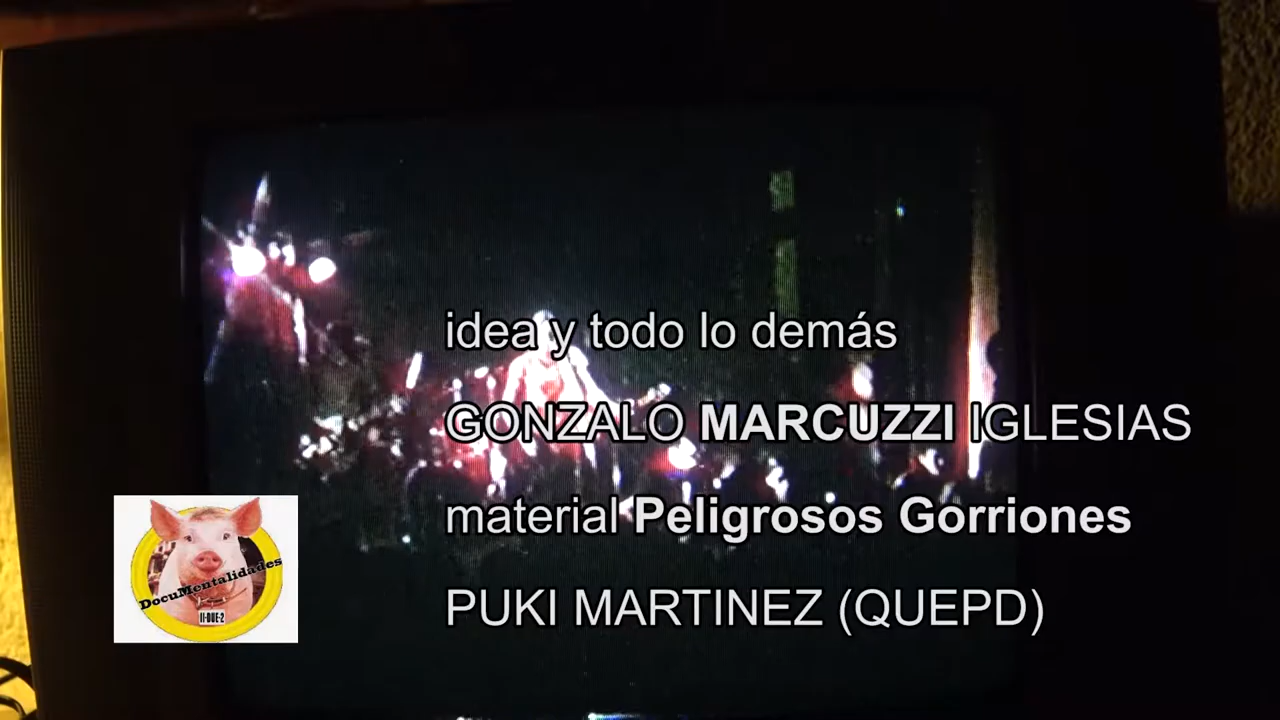 idea y todo lo demás
GONZALO MARCUZZI IGLESIAS
material Peligrosos Gorriones
PUKI MARTINEZ (QUEPD)
DocuMentalidades